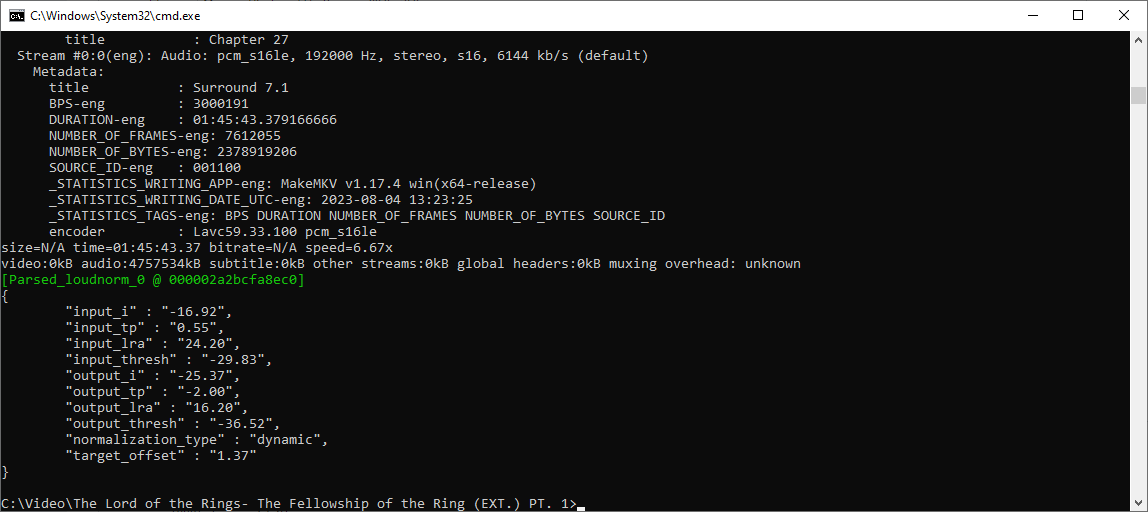 C:\Windows\System32\cmd.exe
title : Chapter 27
Stream #0:0(eng): Audio: pcm_s16le, 192000 Hz, stereo, s16, 6144 kb/s (default)
Metadata:
title : Surround 7.1
BPS-eng : 3000191
DURATION-eng : 01:45:43.379166666
NUMBER_OF_FRAMES-eng: 7612055
NUMBER_OF_BYTES-eng: 2378919206
SOURCE_ID-eng : 001100
_STATISTICS_WRITING_APP-eng: MakeMKV v1.17.4 win(x64-release)
_STATISTICS_WRITING_DATE_UTC-eng: 2023-08-04 13:23:25
_STATISTICS_TAGS-eng: BPS DURATION NUMBER_OF_FRAMES NUMBER_OF_BYTES SOURCE_ID
encoder : Lavc59.33.100 pcm_s16le
size=N/A time=01:45:43.37 bitrate=N/A speed=6.67x
video:0kB audio:4757534kB subtitle:0kB other streams:0kB global headers:0kB muxing overhead: unknown
[Parsed_loudnorm_0 @ 000002a2bcfa8ec0]
{
"input_i" : "-16.92",
"input_tp" : "0.55",
"input_lra" : "24.20",
"input_thresh" : "-29.83",
"output_i" : "-25.37",
"output_tp" : "-2.00",
"output_lra" : "16.20",
"output_thresh" : "-36.52",
"normalization_type" : "dynamic",
"target_offset" : "1.37"
}
C:\Video\The Lord of the Rings- The Fellowship of the Ring (EXT.) PT. 1>